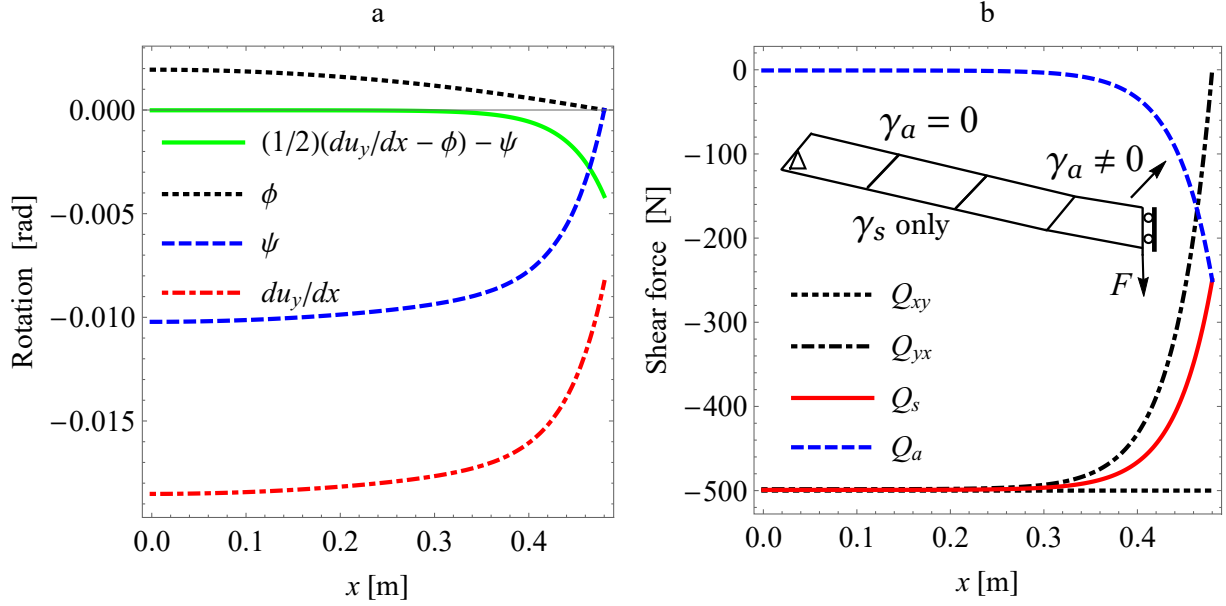 a
Rotation [rad]
0.000
−0.005
−0.010
−0.015
(1/2)(du_y/dx − ϕ) − ψ
ϕ
ψ
du_y/dx
0.0 0.1 0.2 0.3 0.4
x [m]
b
Shear force [N]
0
−100
−200
−300
−400
−500
γ_a = 0
γ_a ≠ 0
γ_s only
F
Q_xy
Q_yx
Q_s
Q_a
0.0 0.1 0.2 0.3 0.4
x [m]